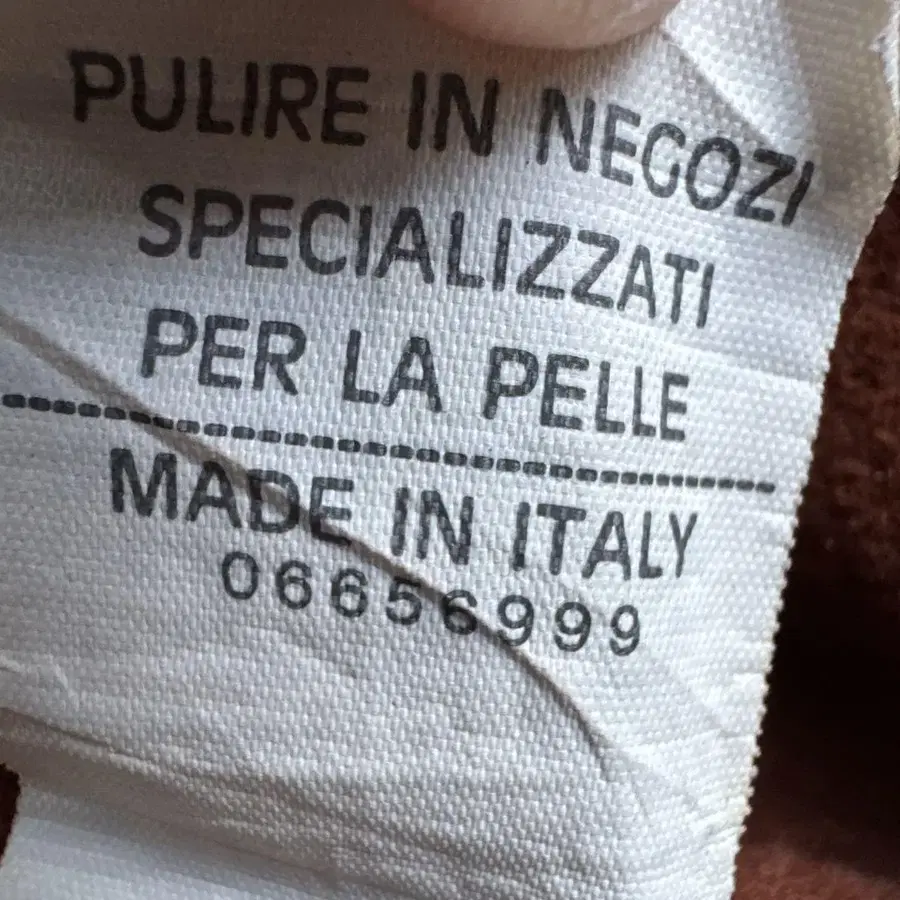 PULIRE IN NEGOZI
SPECIALIZZATI
PER LA PELLE
MADE IN ITALY
06656999